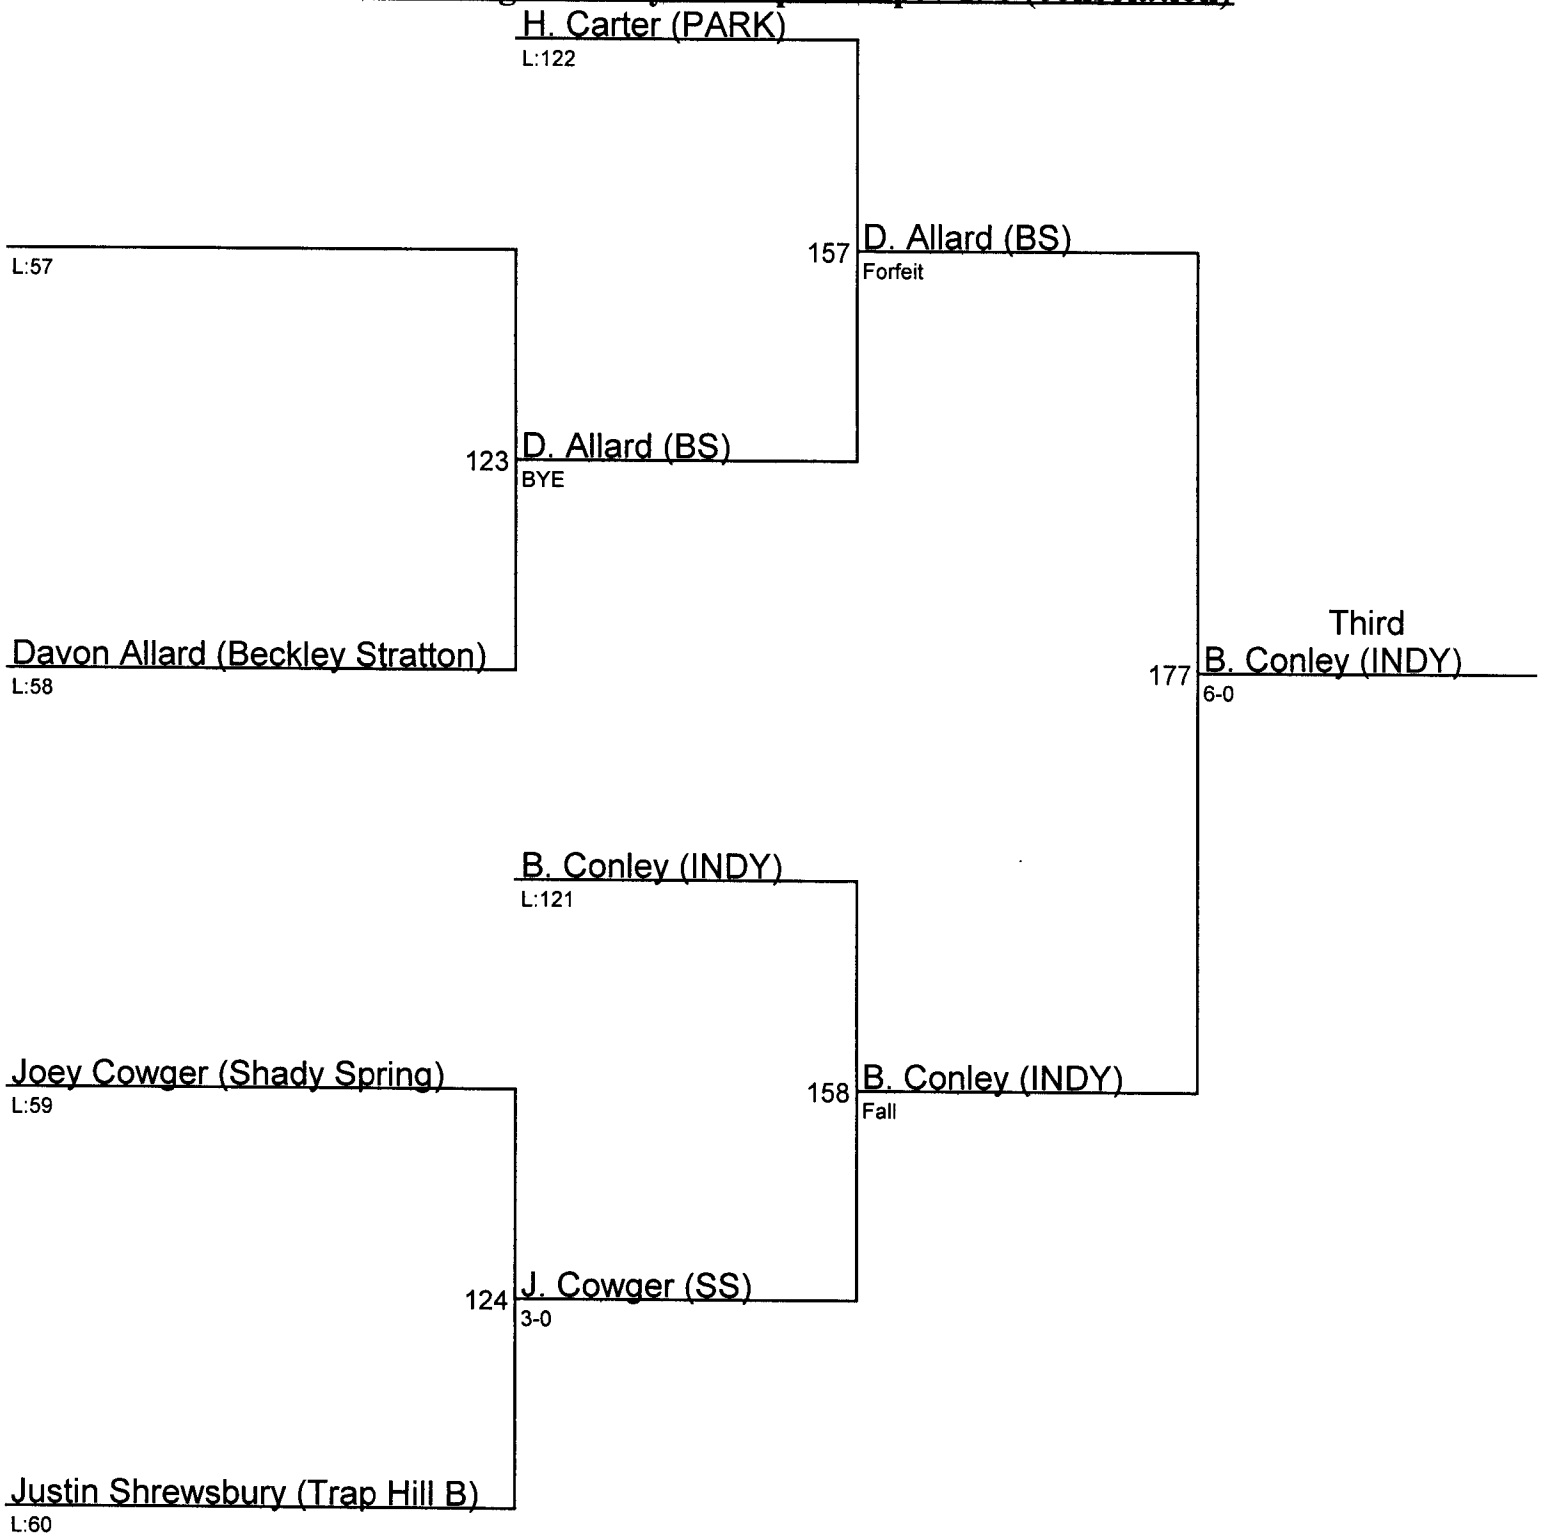 H. Carter (PARK)
L:122
L:57
157
D. Allard (BS)
Forfeit
123
D. Allard (BS)
BYE
Davon Allard (Beckley Stratton)
L:58
Third
177
B. Conley (INDY)
6-0
B. Conley (INDY)
L:121
Joey Cowger (Shady Spring)
L:59
158
B. Conley (INDY)
Fall
124
J. Cowger (SS)
3-0
Justin Shrewsbury (Trap Hill B)
L:60